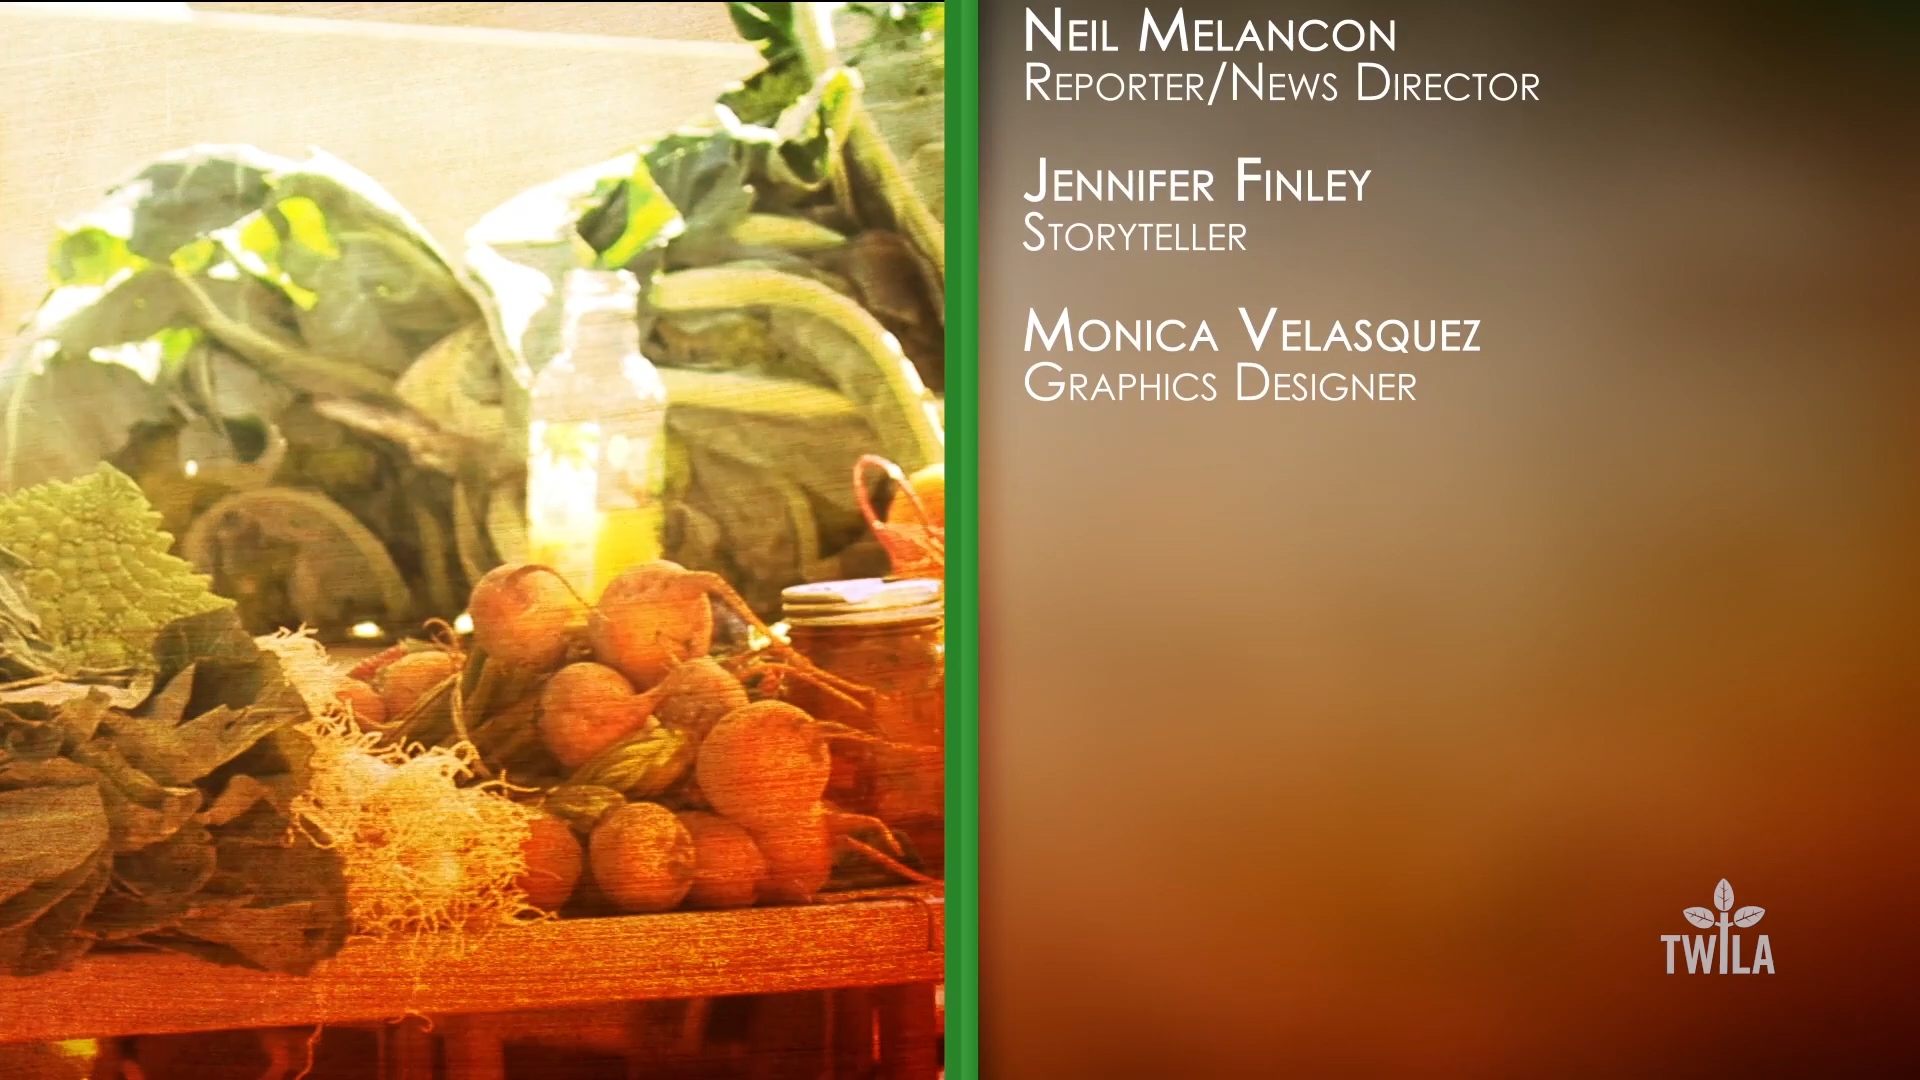 Neil Melancon
Reporter/News Director
Jennifer Finley
Storyteller
Monica Velasquez
Graphics Designer
TWILA